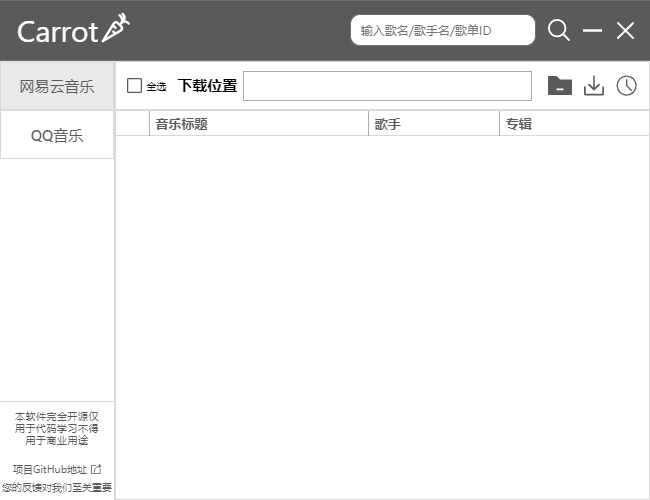 Carrot
输入歌名/歌手名/歌单ID
网易云音乐
QQ音乐
全选
下载位置
音乐标题
歌手
专辑
本软件完全开源仅
用于代码学习不得
用于商业用途
项目GitHub地址
您的反馈对我们至关重要